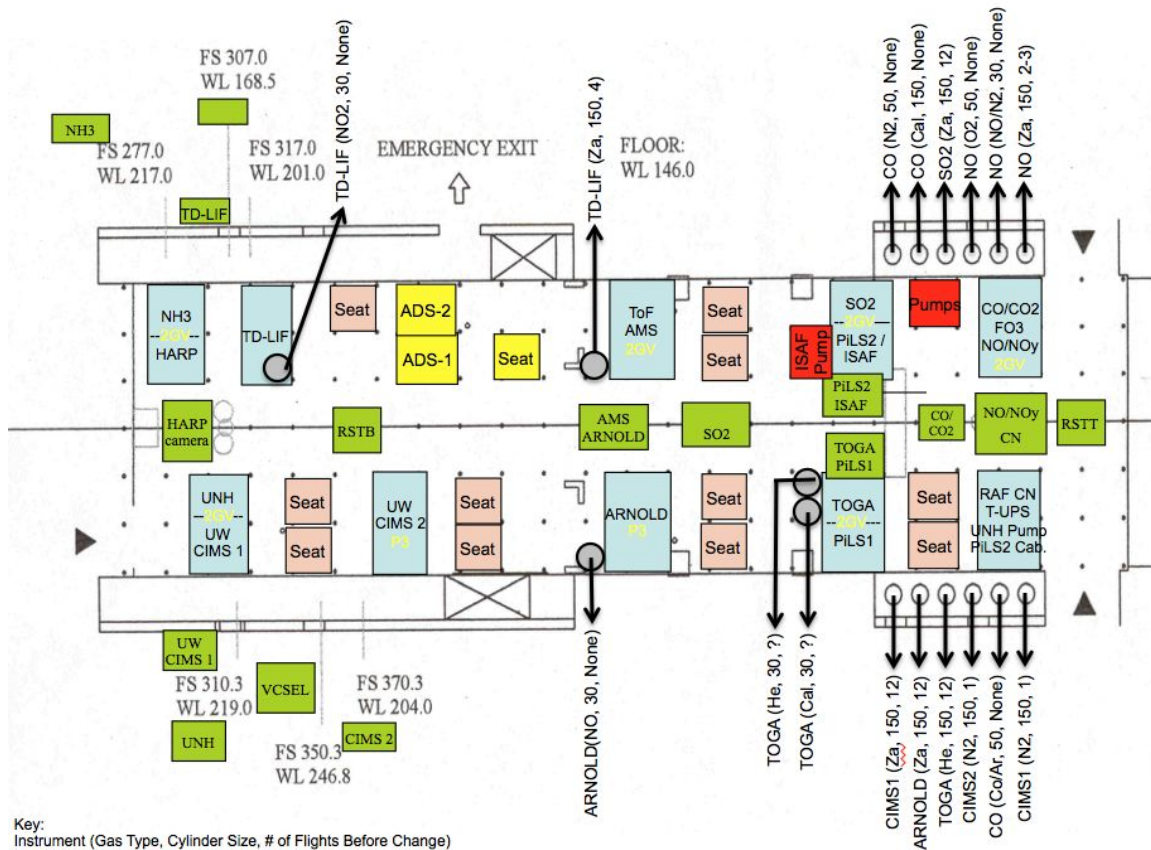 FS 307.0
WL 168.5
NH3
FS 277.0
WL 217.0
FS 317.0
WL 201.0
TD-LIF
TD-LIF (NO2, 30, None)
EMERGENCY EXIT
TD-LIF (Za, 150, 4)
FLOOR:
WL 146.0
CO (N2, 50, None)
CO (Cal, 150, None)
SO2 (Za, 150, 12)
NO (O2, 50, None)
NO (NO/N2, 30, None)
NO (Za, 150, 2-3)
NH3
--2GV--
HARP
TD-LIF
Seat
ADS-2
ADS-1
Seat
ToF
AMS
2GV
Seat
Seat
ISAF
Pump
SO2
--2GV--
PiLS2 /
ISAF
Pumps
CO/CO2
FO3
NO/NOy
2GV
HARP
camera
RSTB
AMS
ARNOLD
SO2
PiLS2
ISAF
TOGA
PiLS1
CO/
CO2
NO/NOy
CN
RSTT
UNH
--2GV--
UW
CIMS 1
Seat
Seat
UW
CIMS 2
P3
Seat
Seat
ARNOLD
P3
Seat
Seat
TOGA
--2GV---
PiLS1
Seat
Seat
RAF CN
T-UPS
UNH Pump
PiLS2 Cab.
UW
CIMS 1
FS 310.3
WL 219.0
UNH
VCSEL
FS 350.3
WL 246.8
FS 370.3
WL 204.0
CIMS 2
ARNOLD(NO, 30, None)
TOGA (He, 30, ?)
TOGA (Cal, 30, ?)
CIMS1 (Za, 150, 12)
ARNOLD (Za, 150, 12)
TOGA (He, 150, 12)
CIMS2 (N2, 150, 1)
CO (Co/Ar, 50, None)
CIMS1 (N2, 150, 1)
Key:
Instrument (Gas Type, Cylinder Size, # of Flights Before Change)